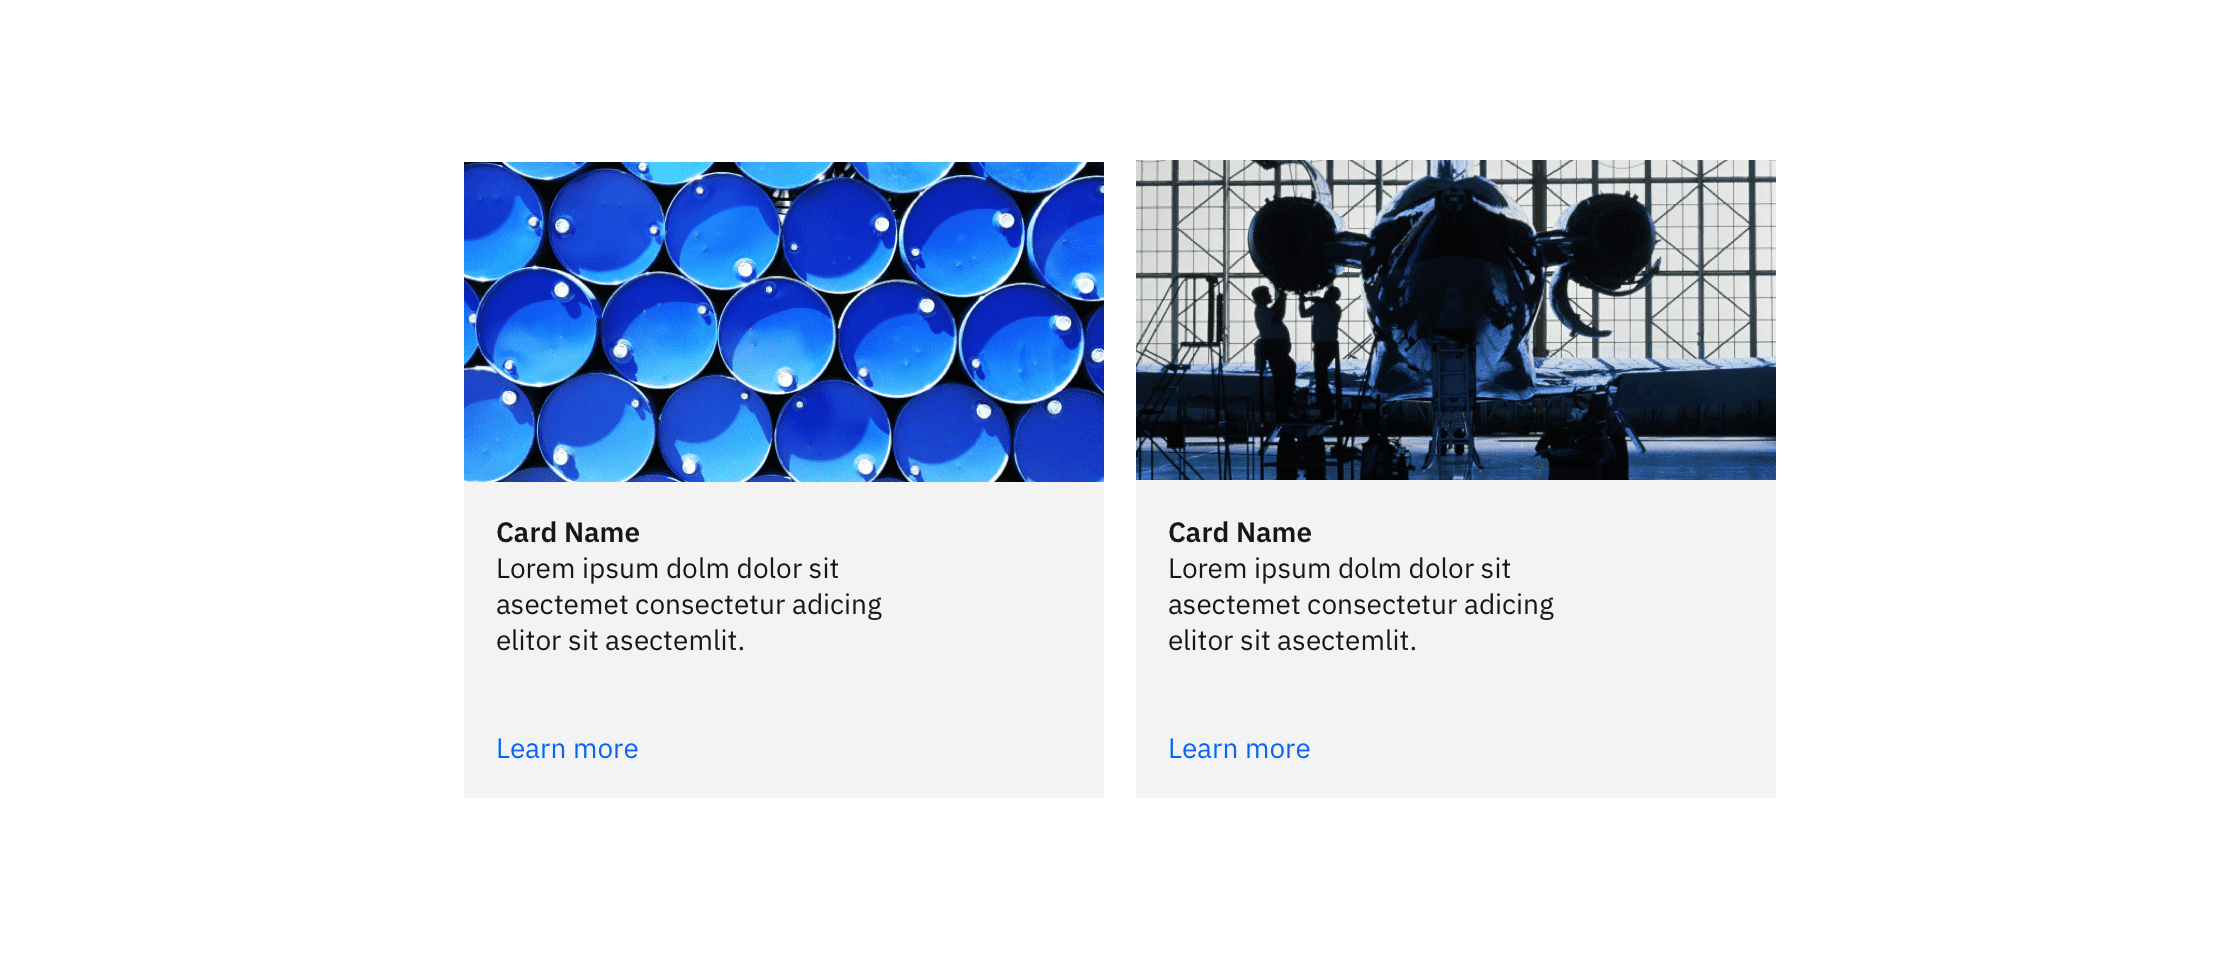 Card Name
Lorem ipsum dolm dolor sit
asectemet consectetur adicing
elitor sit asectemlit.
Learn more
Card Name
Lorem ipsum dolm dolor sit
asectemet consectetur adicing
elitor sit asectemlit.
Learn more